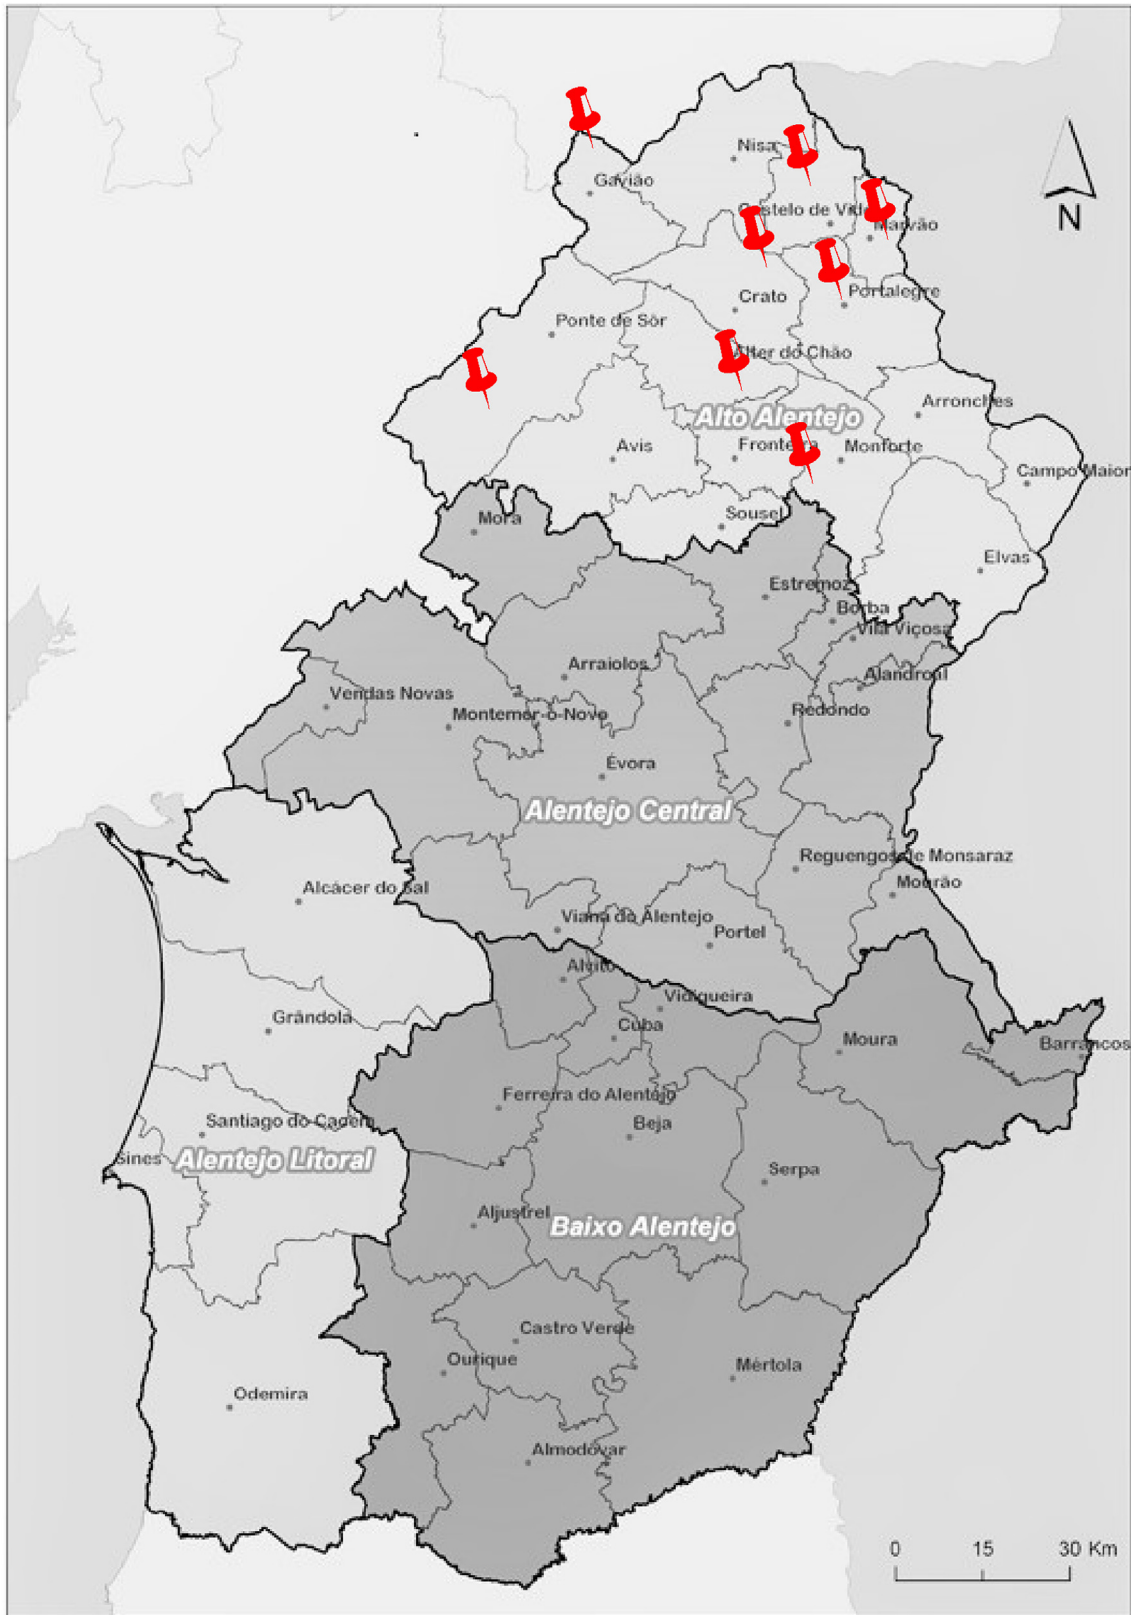 Nisa
Gavião
N
Castelo de Vide
Marvão
Crato
Portalegre
Ponte de Sôr
Alter do Chão
Arronches
Alto Alentejo
Avis
Fronteira
Monforte
Campo Maior
Mora
Sousel
Elvas
Estremoz
Borba
Vila Viçosa
Arraiolos
Alandroal
Vendas Novas
Montemor-o-Novo
Redondo
Évora
Alentejo Central
Reguengos de Monsaraz
Alcácer do Sal
Mourão
Viana do Alentejo
Portel
Alvito
Vidigueira
Grândola
Cuba
Moura
Barrancos
Ferreira do Alentejo
Santiago do Cacém
Beja
Sines
Alentejo Litoral
Serpa
Aljustrel
Baixo Alentejo
Castro Verde
Ourique
Mértola
Odemira
Almodôvar
0 15 30 Km